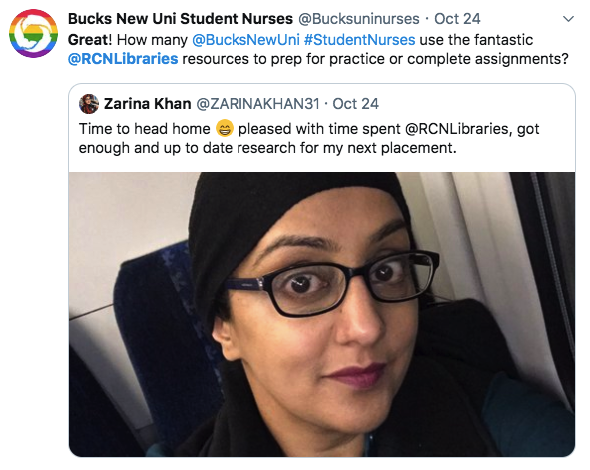 Bucks New Uni Student Nurses @Bucksuninurses · Oct 24
Great! How many @BucksNewUni #StudentNurses use the fantastic
@RCNLibraries resources to prep for practice or complete assignments?
Zarina Khan @ZARINAKHAN31 · Oct 24
Time to head home 😁 pleased with time spent @RCNLibraries, got
enough and up to date research for my next placement.